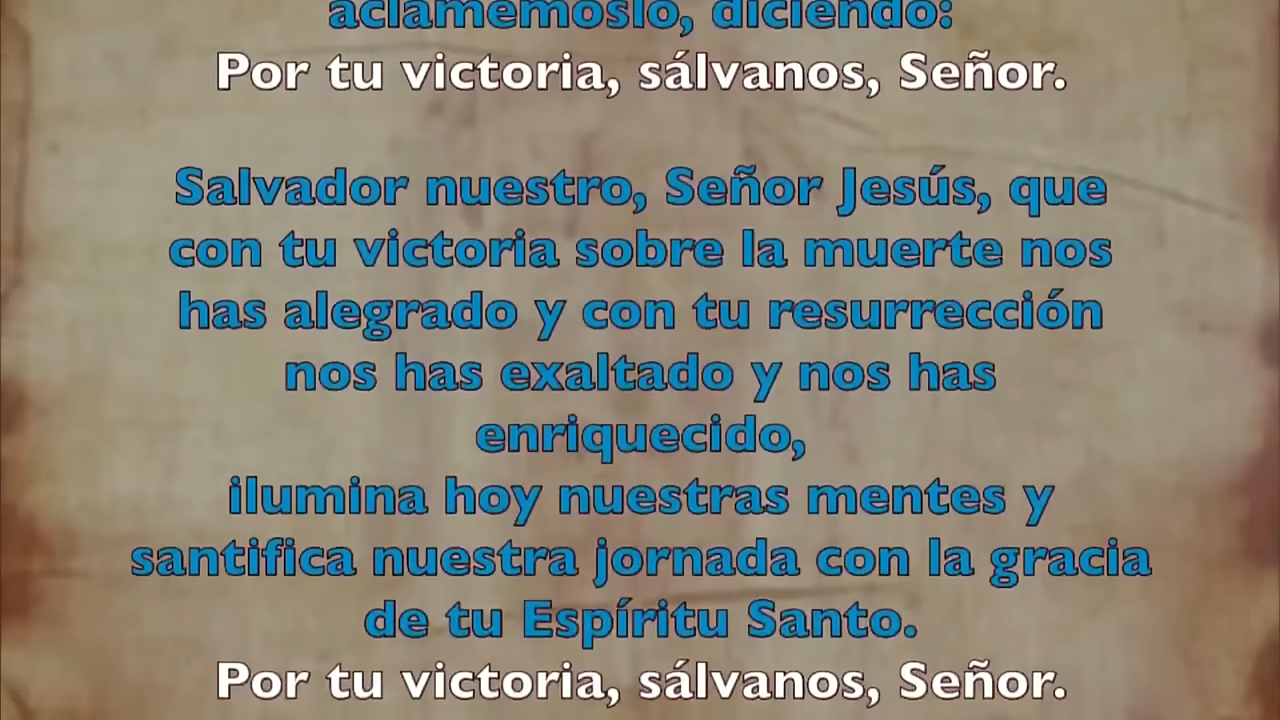 aclamémoslo, diciendo:
Por tu victoria, sálvanos, Señor.
Salvador nuestro, Señor Jesús, que
con tu victoria sobre la muerte nos
has alegrado y con tu resurrección
nos has exaltado y nos has
enriquecido,
ilumina hoy nuestras mentes y
santifica nuestra jornada con la gracia
de tu Espíritu Santo.
Por tu victoria, sálvanos, Señor.